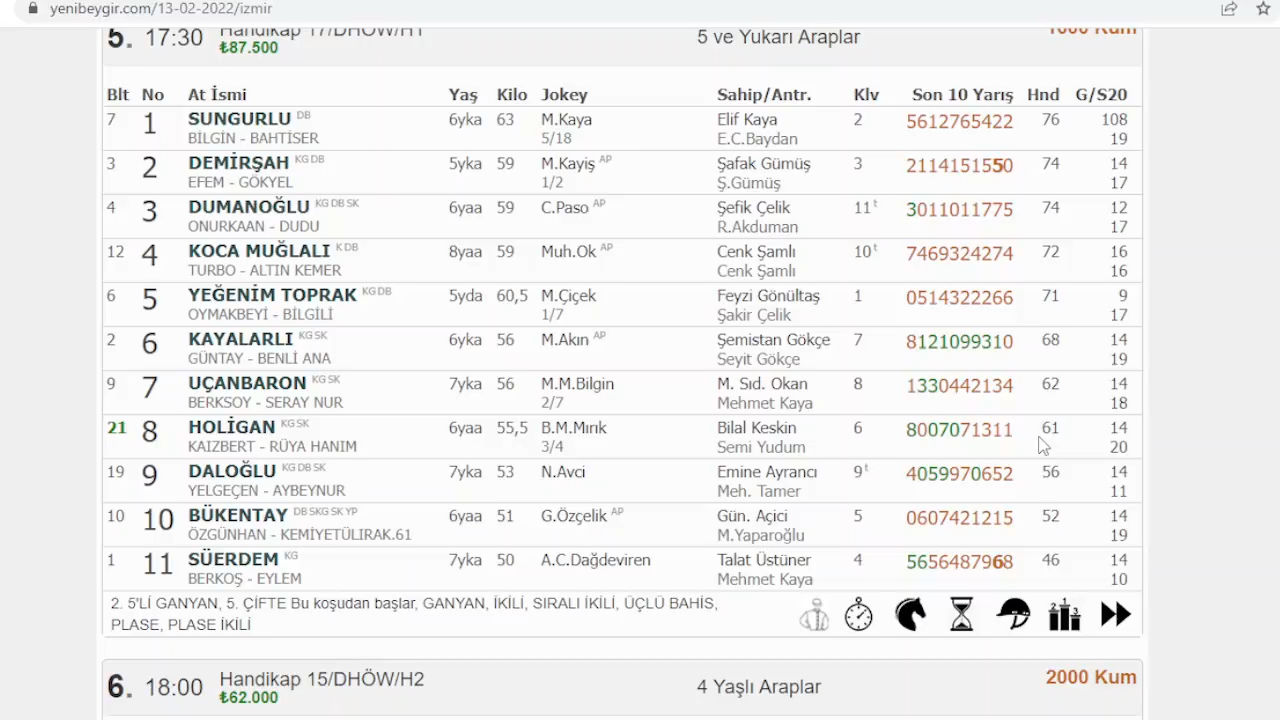 yenibeygir.com/13-02-2022/izmir
5. 17:30 Handikap 17/DHÖW/H1 5 ve Yukarı Araplar
₺87.500
Blt No At İsmi Yaş Kilo Jokey Sahip/Antr. Klv Son 10 Yarış Hnd G/S20
7 1 SUNGURLU DB 6yka 63 M.Kaya Elif Kaya 2 5612765422 76 108
BİLGİN - BAHTİSER 5/18 E.C.Baydan 19
3 2 DEMİRŞAH KG DB 5yka 59 M.Kayiş AP Şafak Gümüş 3 2114151550 74 14
EFEM - GÖKYEL 1/2 Ş.Gümüş 17
4 3 DUMANOĞLU KG DB SK 6yaa 59 C.Paso AP Şefik Çelik 11 t 3011011775 74 12
ONURKAAN - DUDU R.Akduman 17
12 4 KOCA MUĞLALI K DB 8yaa 59 Muh.Ok AP Cenk Şamlı 10 t 7469324274 72 16
TURBO - ALTIN KEMER Cenk Şamlı 16
6 5 YEĞENİM TOPRAK KG DB 5yda 60,5 M.Çiçek Feyzi Gönültaş 1 0514322266 71 9
OYMAKBEYİ - BİLGİLİ 1/7 Şakir Çelik 17
2 6 KAYALARLI KG SK 6yka 56 M.Akın AP Şemistan Gökçe 7 8121099310 68 14
GÜNTAY - BENLİ ANA Seyit Gökçe 19
9 7 UÇANBARON KG SK 7yka 56 M.M.Bilgin M. Sıd. Okan 8 1330442134 62 14
BERKSOY - SERAY NUR 2/7 Mehmet Kaya 18
21 8 HOLİGAN KG SK 6yaa 55,5 B.M.Mırık Bilal Keskin 6 8007071311 61 14
KAIZBERT - RÜYA HANIM 3/4 Semi Yudum 20
19 9 DALOĞLU KG DB SK 7yka 53 N.Avci Emine Ayrancı 9 t 4059970652 56 14
YELGEÇEN - AYBEYNUR Meh. Tamer 11
10 10 BÜKENTAY DB SKG SK YP 6yaa 51 G.Özçelik AP Gün. Açici 5 0607421215 52 14
ÖZGÜNHAN - KEMİYETÜLIRAK.61 M.Yaparoğlu 19
1 11 SÜERDEM KG 7yka 50 A.C.Dağdeviren Talat Üstüner 4 5656487968 46 14
BERKOŞ - EYLEM Mehmet Kaya 10
2. 5'Lİ GANYAN, 5. ÇİFTE Bu koşudan başlar, GANYAN, İKİLİ, SIRALI İKİLİ, ÜÇLÜ BAHİS,
PLASE, PLASE İKİLİ
6. 18:00 Handikap 15/DHÖW/H2 4 Yaşlı Araplar 2000 Kum
₺62.000